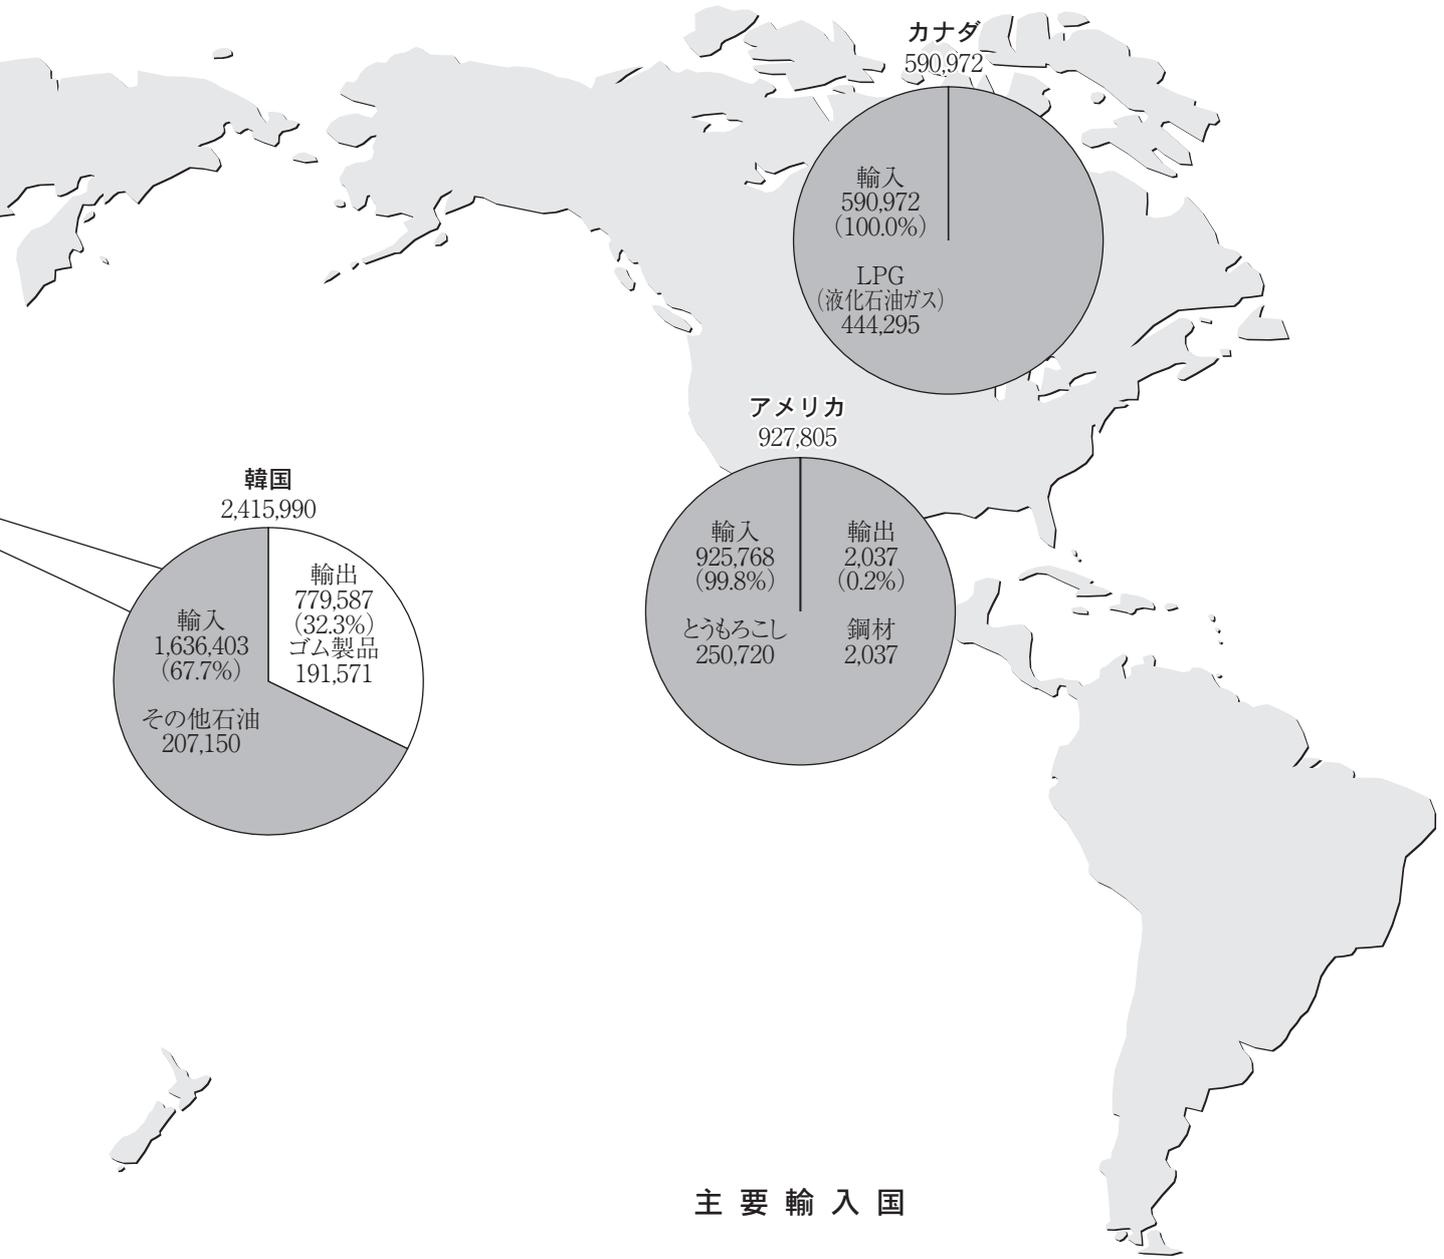 カナダ
590,972
輸入
590,972
(100.0%)
LPG
(液化石油ガス)
444,295
アメリカ
927,805
輸入
925,768
(99.8%)
とうもろこし
250,720
輸出
2,037
(0.2%)
鋼材
2,037
韓国
2,415,990
輸出
779,587
(32.3%)
ゴム製品
191,571
輸入
1,636,403
(67.7%)
その他石油
207,150
主要輸入国